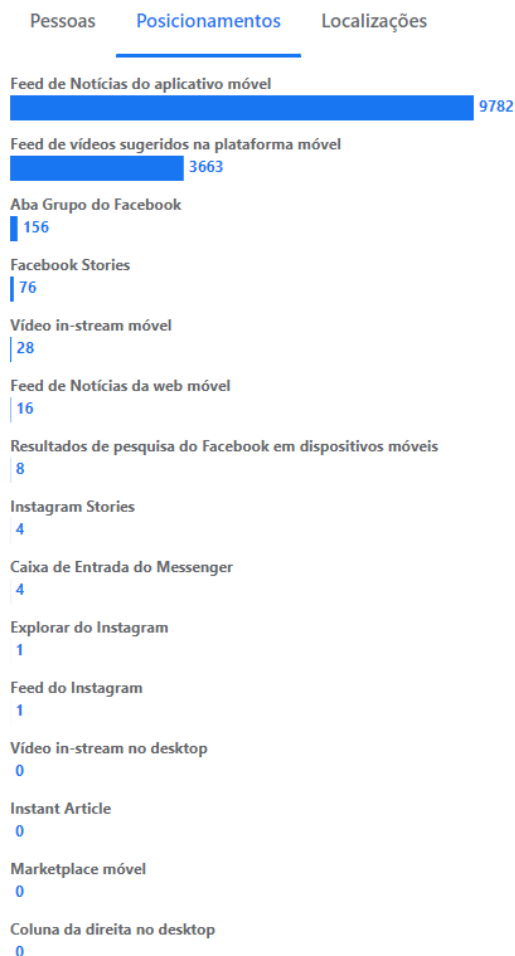 Pessoas Posicionamentos Localizações
Feed de Notícias do aplicativo móvel
9782
Feed de vídeos sugeridos na plataforma móvel
3663
Aba Grupo do Facebook
156
Facebook Stories
76
Vídeo in-stream móvel
28
Feed de Notícias da web móvel
16
Resultados de pesquisa do Facebook em dispositivos móveis
8
Instagram Stories
4
Caixa de Entrada do Messenger
4
Explorar do Instagram
1
Feed do Instagram
1
Vídeo in-stream no desktop
0
Instant Article
0
Marketplace móvel
0
Coluna da direita no desktop
0